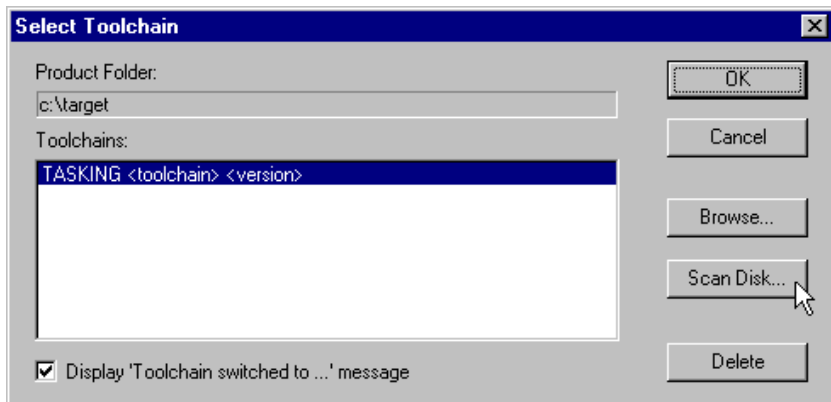 Select Toolchain
Product Folder:
c:\target
Toolchains:
TASKING <toolchain> <version>
Display 'Toolchain switched to ...' message
OK
Cancel
Browse...
Scan Disk...
Delete